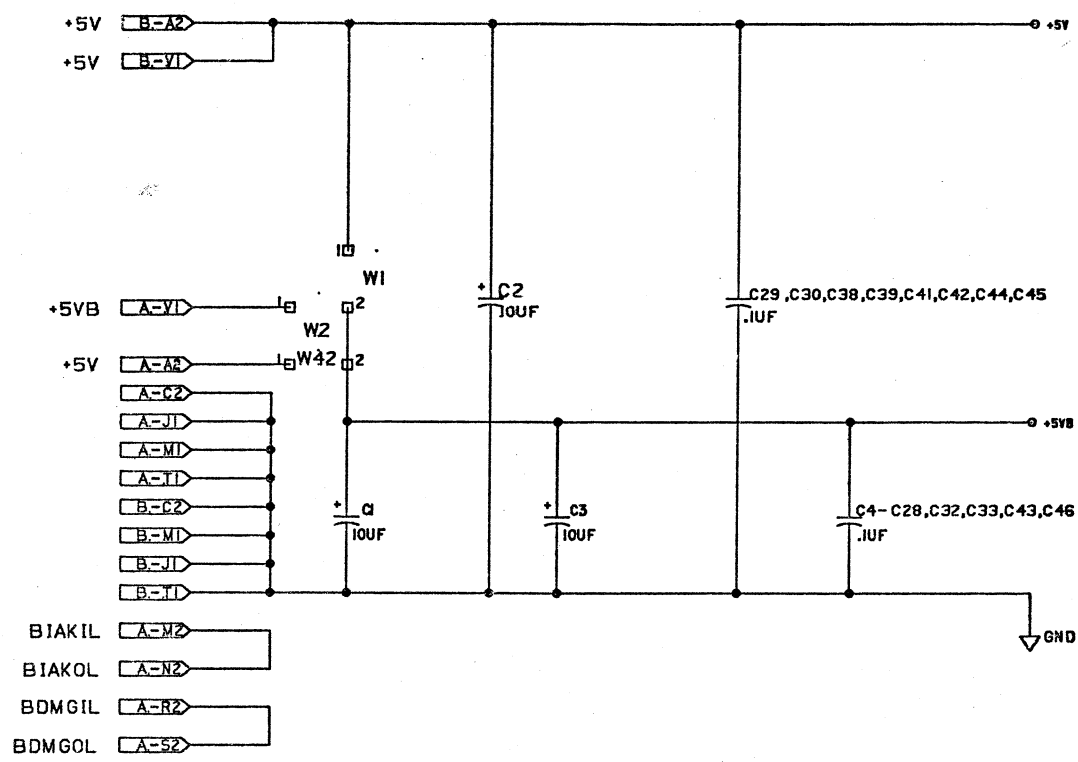 +5V B-A2 +5V
+5V B-V1
1
W1
+5VB A-V1 1 2 C2 C29,C30,C38,C39,C41,C42,C44,C45
10UF .1UF
W2
+5V A-A2 1 W42 2
A-C2
A-J1 +5VB
A-M1
A-T1
B-C2 C1 C3 C4-C28,C32,C33,C43,C46
B-M1 10UF 10UF .1UF
B-J1
B-T1
BIAKIL A-M2 GND
BIAKOL A-N2
BDMGIL A-R2
BDMGOL A-S2